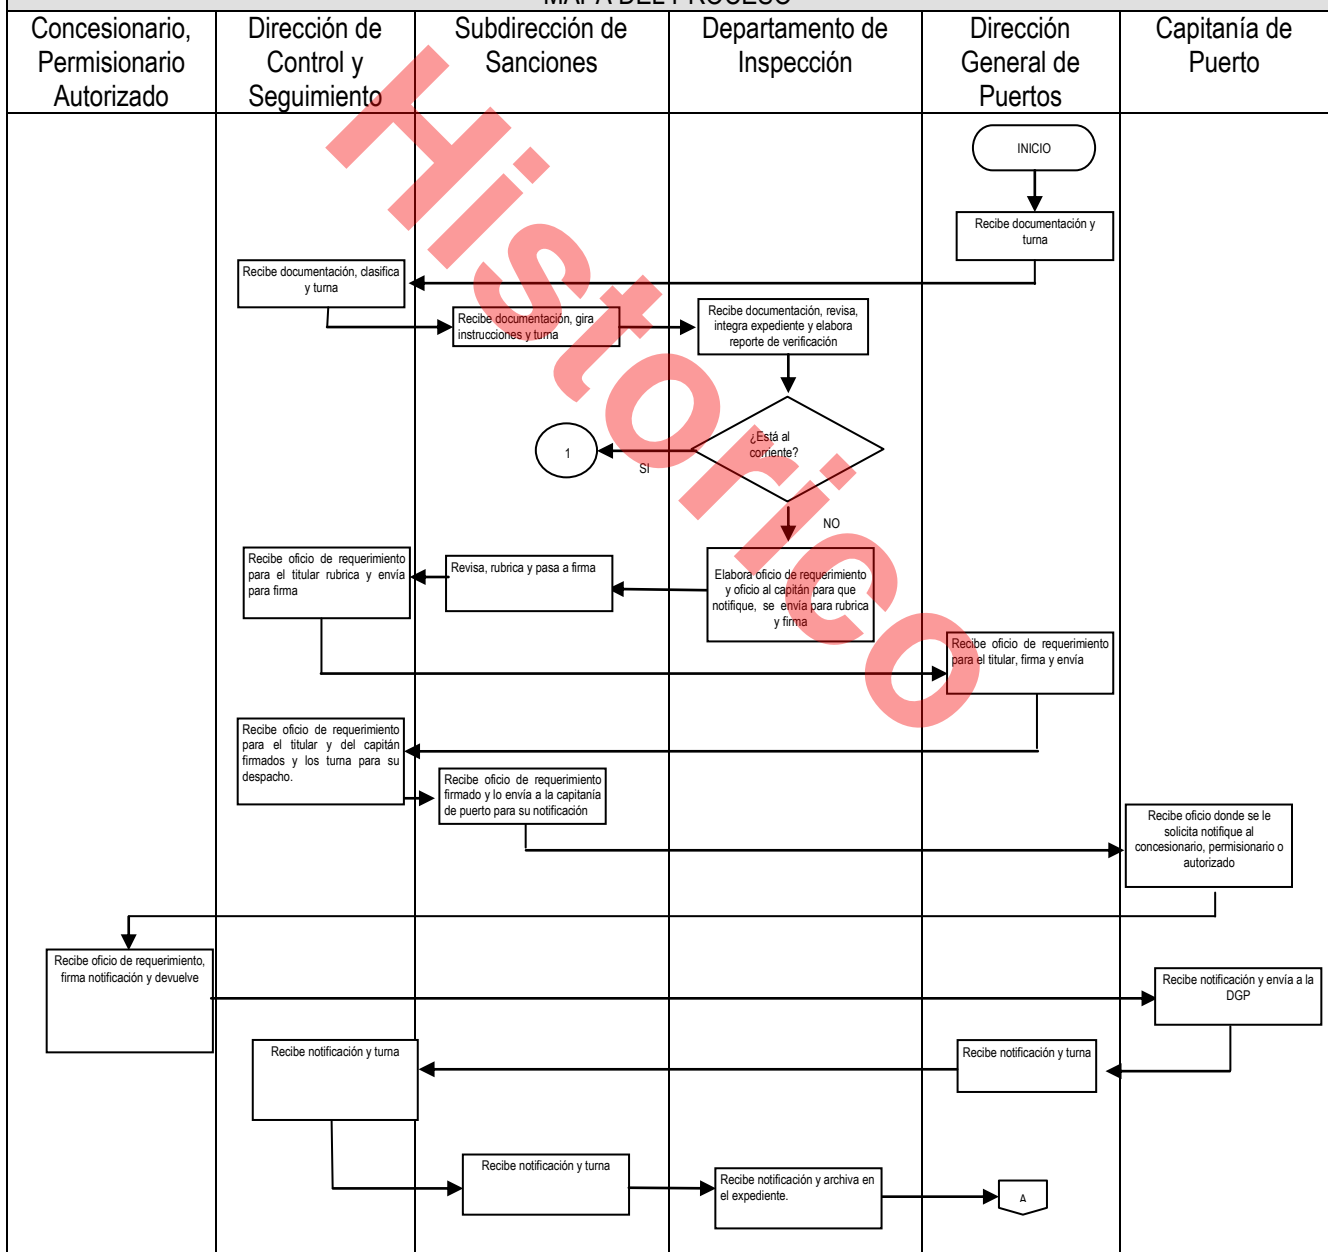 MAPA DEL PROCESO
Concesionario,
Permisionario
Autorizado
Dirección de
Control y
Seguimiento
Subdirección de
Sanciones
Departamento de
Inspección
Dirección
General de
Puertos
Capitanía de
Puerto
INICIO
Recibe documentación y
turna
Recibe documentación, clasifica
y turna
Recibe documentación, gira
instrucciones y turna
Recibe documentación, revisa,
integra expediente y elabora
reporte de verificación
¿Está al
corriente?
1
SI
NO
Elabora oficio de requerimiento
y oficio al capitán para que
notifique, se envía para rubrica
y firma
Revisa, rubrica y pasa a firma
Recibe oficio de requerimiento
para el titular rubrica y envía
para firma
Recibe oficio de requerimiento
para el titular, firma y envía
Recibe oficio de requerimiento
para el titular y del capitán
firmados y los turna para su
despacho.
Recibe oficio de requerimiento
firmado y lo envía a la capitanía
de puerto para su notificación
Recibe oficio donde se le
solicita notifique al
concesionario, permisionario o
autorizado
Recibe oficio de requerimiento,
firma notificación y devuelve
Recibe notificación y envía a la
DGP
Recibe notificación y turna
Recibe notificación y turna
Recibe notificación y turna
Recibe notificación y archiva en
el expediente.
A
Historico